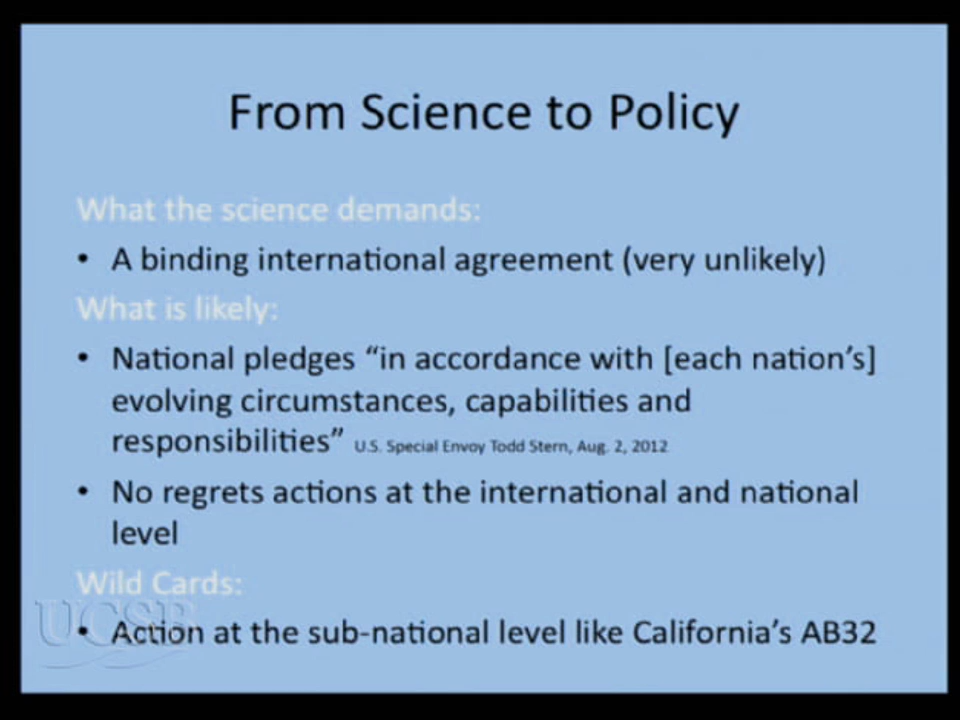 From Science to Policy
What the science demands:
• A binding international agreement (very unlikely)
What is likely:
• National pledges “in accordance with [each nation’s]
evolving circumstances, capabilities and
responsibilities” U.S. Special Envoy Todd Stern, Aug. 2, 2012
• No regrets actions at the international and national
level
Wild Cards:
UCSB
• Action at the sub-national level like California’s AB32